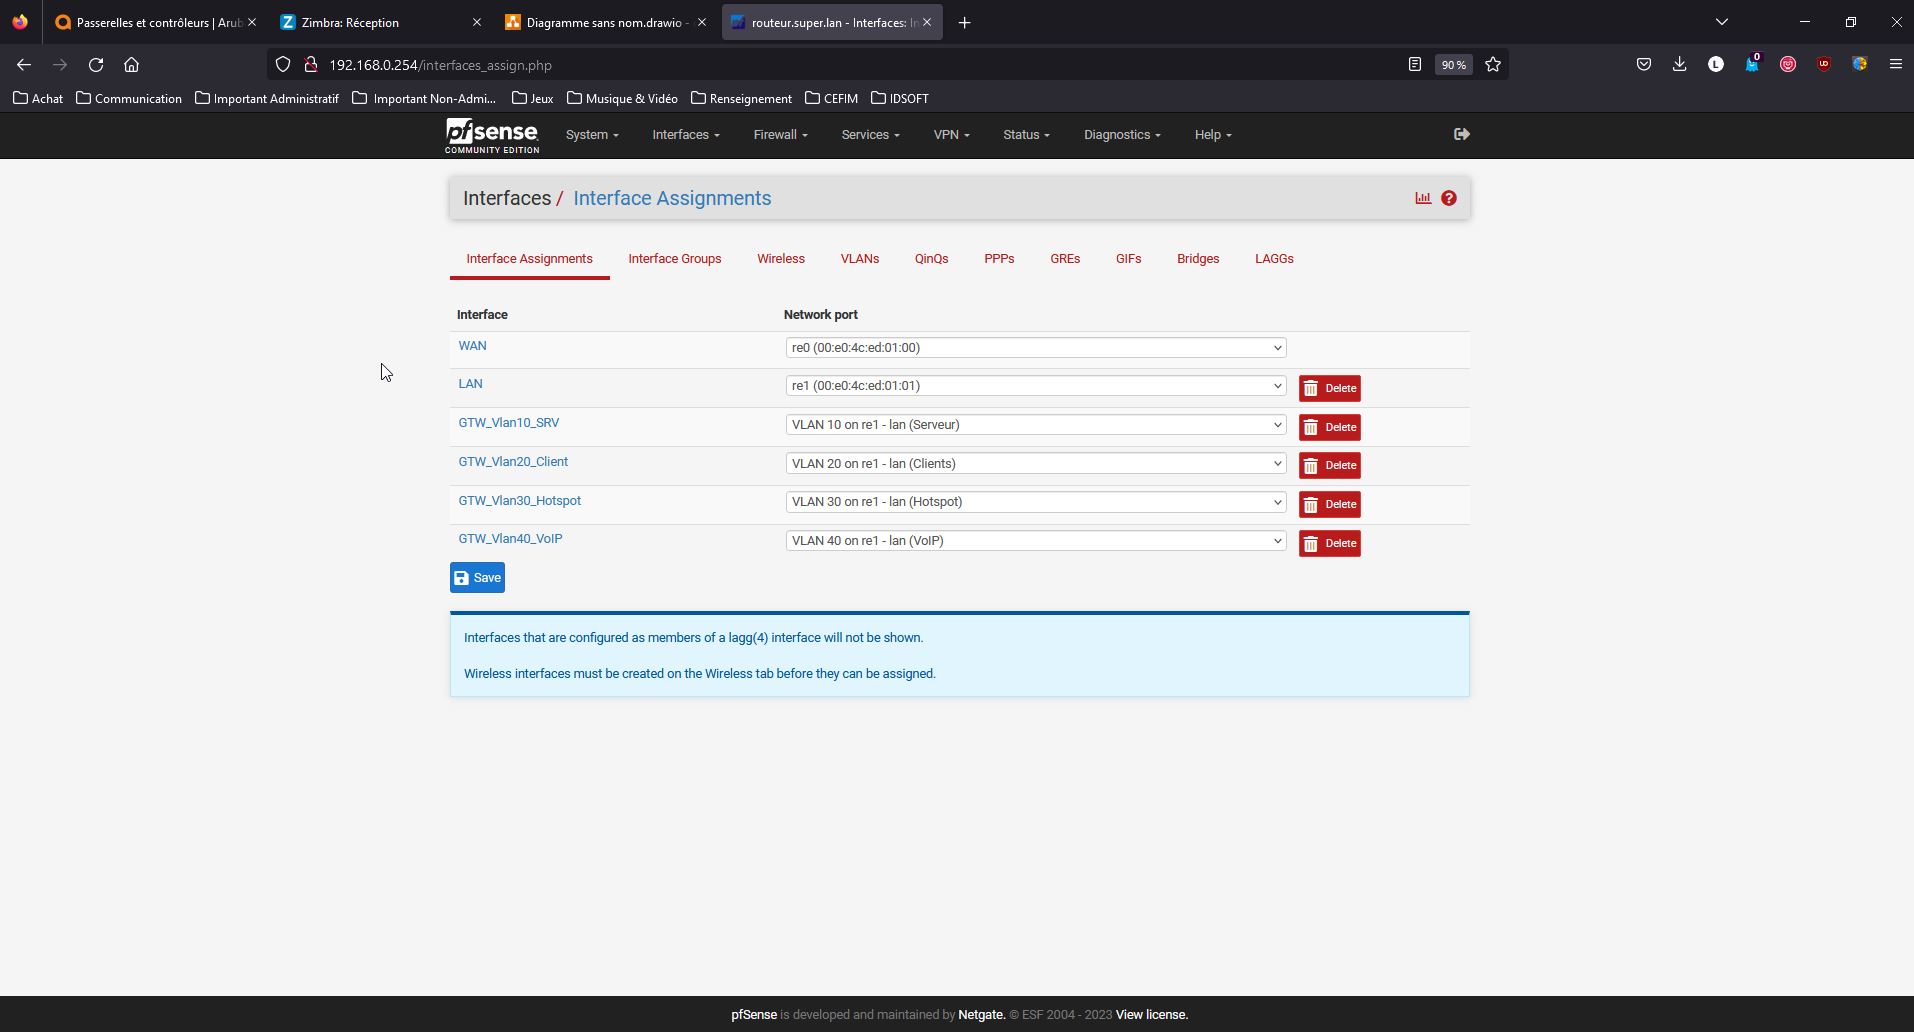 Passerelles et contrôleurs | Arub
Zimbra: Réception
Diagramme sans nom.drawio -
routeur.super.lan - Interfaces: In
192.168.0.254/interfaces_assign.php
90 %
L
0
Achat
Communication
Important Administratif
Important Non-Admi...
Jeux
Musique & Vidéo
Renseignement
CEFIM
IDSOFT
pfsense
COMMUNITY EDITION
System
Interfaces
Firewall
Services
VPN
Status
Diagnostics
Help
Interfaces / Interface Assignments
Interface Assignments
Interface Groups
Wireless
VLANs
QinQs
PPPs
GREs
GIFs
Bridges
LAGGs
Interface Network port
WAN re0 (00:e0:4c:ed:01:00)
LAN re1 (00:e0:4c:ed:01:01) Delete
GTW_Vlan10_SRV VLAN 10 on re1 - lan (Serveur) Delete
GTW_Vlan20_Client VLAN 20 on re1 - lan (Clients) Delete
GTW_Vlan30_Hotspot VLAN 30 on re1 - lan (Hotspot) Delete
GTW_Vlan40_VoIP VLAN 40 on re1 - lan (VoIP) Delete
Save
Interfaces that are configured as members of a lagg(4) interface will not be shown.
Wireless interfaces must be created on the Wireless tab before they can be assigned.
pfSense is developed and maintained by Netgate. © ESF 2004 - 2023 View license.